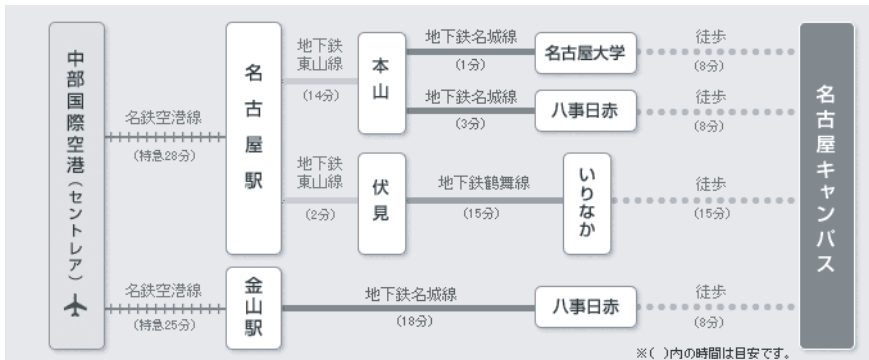 中部国際空港(セントレア)
名鉄空港線
(特急28分)
名古屋駅
地下鉄
東山線
(14分)
本山
地下鉄名城線
(1分)
名古屋大学
徒歩
(8分)
地下鉄名城線
(3分)
八事日赤
徒歩
(8分)
地下鉄
東山線
(2分)
伏見
地下鉄鶴舞線
(15分)
いりなか
徒歩
(15分)
名鉄空港線
(特急25分)
金山駅
地下鉄名城線
(18分)
八事日赤
徒歩
(8分)
名古屋キャンパス
※( )内の時間は目安です。